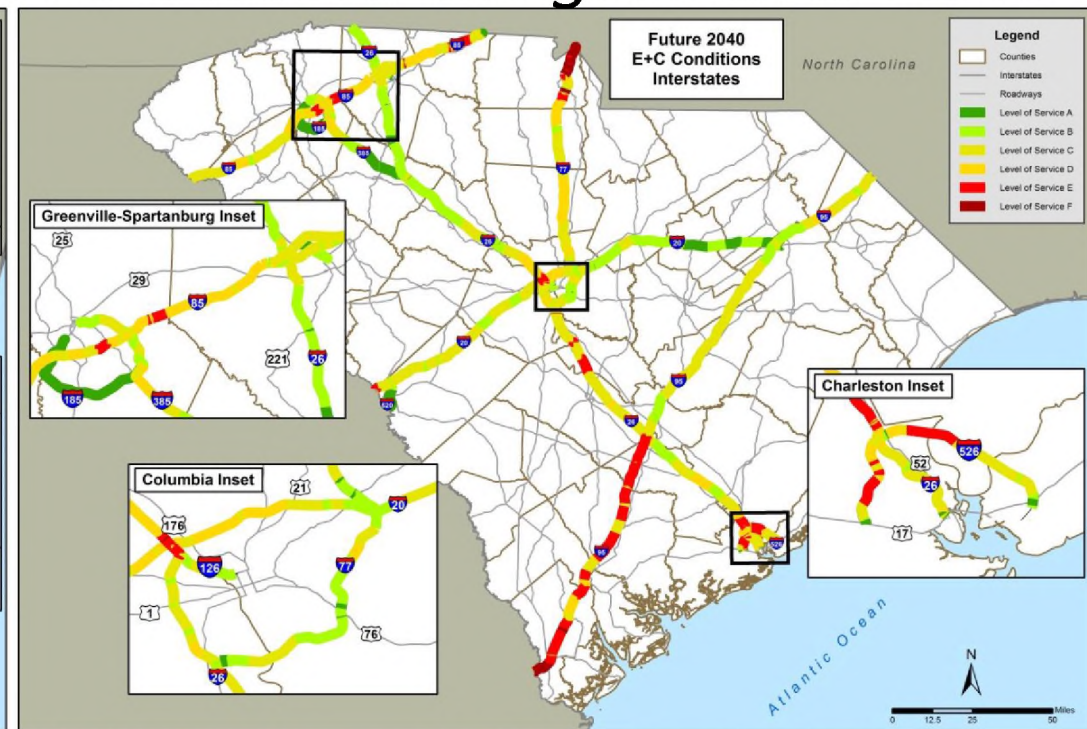 Future 2040
E+C Conditions
Interstates
North Carolina
Legend
Counties
Interstates
Roadways
Level of Service A
Level of Service B
Level of Service C
Level of Service D
Level of Service E
Level of Service F
26
85
85
185
385
85
77
95
20
26
20
520
95
26
95
526
Greenville-Spartanburg Inset
25
29
85
221
26
185
385
Columbia Inset
21
20
176
126
77
1
76
26
Charleston Inset
526
52
26
17
Atlantic Ocean
N
Miles
0 12.5 25 50